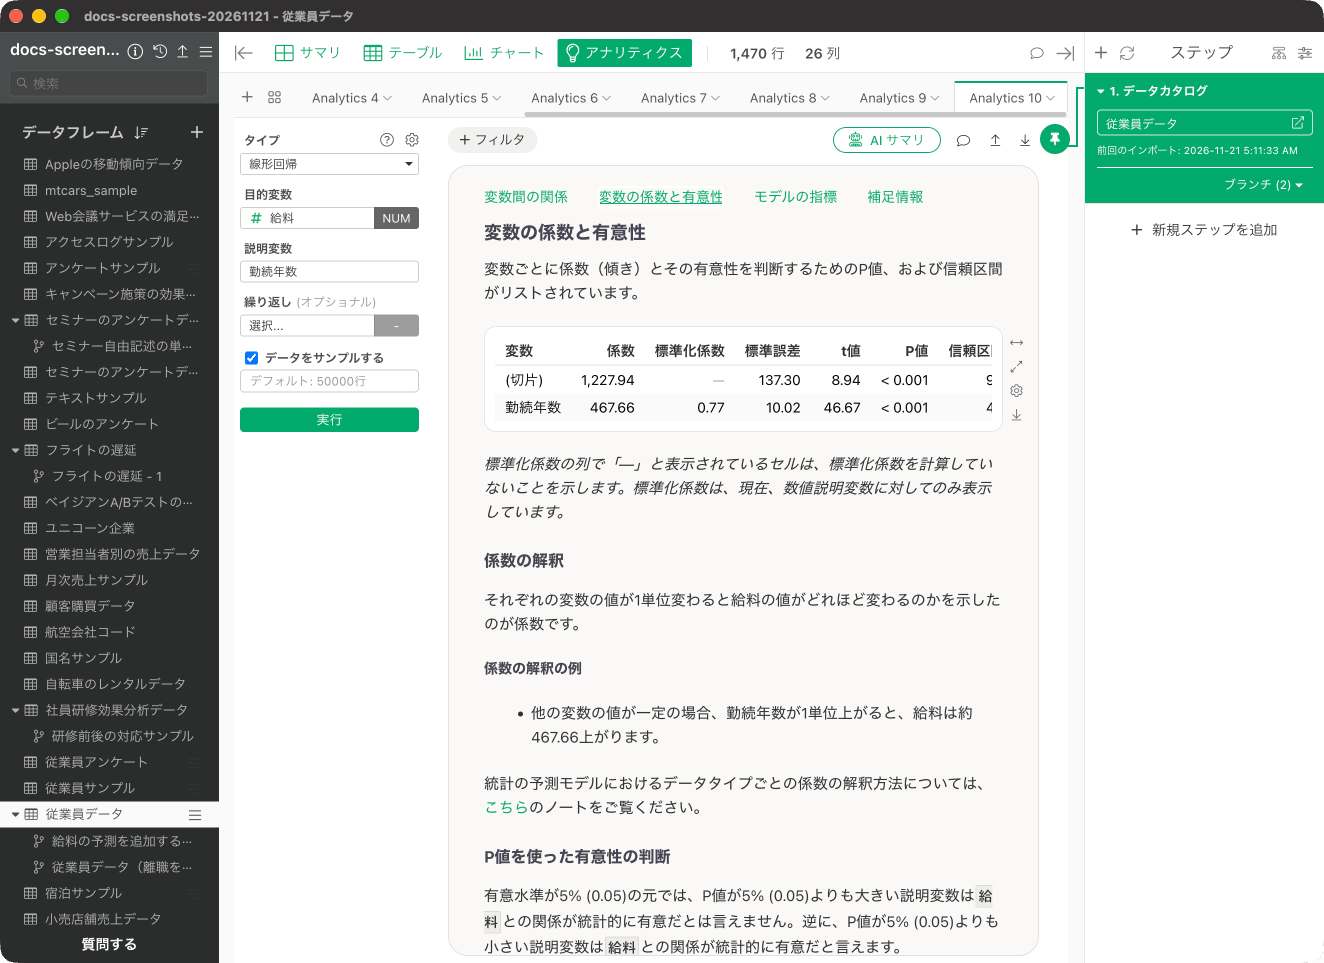 docs-screenshots-20261121 - 従業員データ
docs-screen...
検索
データフレーム
Appleの移動傾向データ
mtcars_sample
Web会議サービスの満足...
アクセスログサンプル
アンケートサンプル
キャンペーン施策の効果...
セミナーのアンケートデ...
セミナー自由記述の単...
セミナーのアンケートデ...
テキストサンプル
ビールのアンケート
フライトの遅延
フライトの遅延 - 1
ベイジアンA/Bテストの...
ユニコーン企業
営業担当者別の売上データ
月次売上サンプル
顧客購買データ
航空会社コード
国名サンプル
自転車のレンタルデータ
社員研修効果分析データ
研修前後の対応サンプル
従業員アンケート
従業員サンプル
従業員データ
給料の予測を追加する...
従業員データ（離職を...
宿泊サンプル
小売店舗売上データ
質問する
サマリ テーブル チャート アナリティクス 1,470 行 26 列
Analytics 4 Analytics 5 Analytics 6 Analytics 7 Analytics 8 Analytics 9 Analytics 10
タイプ
線形回帰
目的変数
# 給料 NUM
説明変数
勤続年数
繰り返し (オプショナル)
選択... -
データをサンプルする
デフォルト: 50000行
実行
+ フィルタ
AI サマリ
変数間の関係 変数の係数と有意性 モデルの指標 補足情報
変数の係数と有意性
変数ごとに係数（傾き）とその有意性を判断するためのP値、および信頼区間
がリストされています。
変数 係数 標準化係数 標準誤差 t値 P値 信頼区
(切片) 1,227.94 — 137.30 8.94 < 0.001 9
勤続年数 467.66 0.77 10.02 46.67 < 0.001 4
標準化係数の列で「—」と表示されているセルは、標準化係数を計算してい
ないことを示します。標準化係数は、現在、数値説明変数に対してのみ表示
しています。
係数の解釈
それぞれの変数の値が1単位変わると給料の値がどれほど変わるのかを示した
のが係数です。
係数の解釈の例
• 他の変数の値が一定の場合、勤続年数が1単位上がると、給料は約
467.66上がります。
統計の予測モデルにおけるデータタイプごとの係数の解釈方法については、
こちらのノートをご覧ください。
P値を使った有意性の判断
有意水準が5% (0.05)の元では、P値が5% (0.05)よりも大きい説明変数は 給
料 との関係が統計的に有意だとは言えません。逆に、P値が5% (0.05)よりも
小さい説明変数は 給料 との関係が統計的に有意だと言えます。
ステップ
1. データカタログ
従業員データ
前回のインポート: 2026-11-21 5:11:33 AM
ブランチ (2)
+ 新規ステップを追加